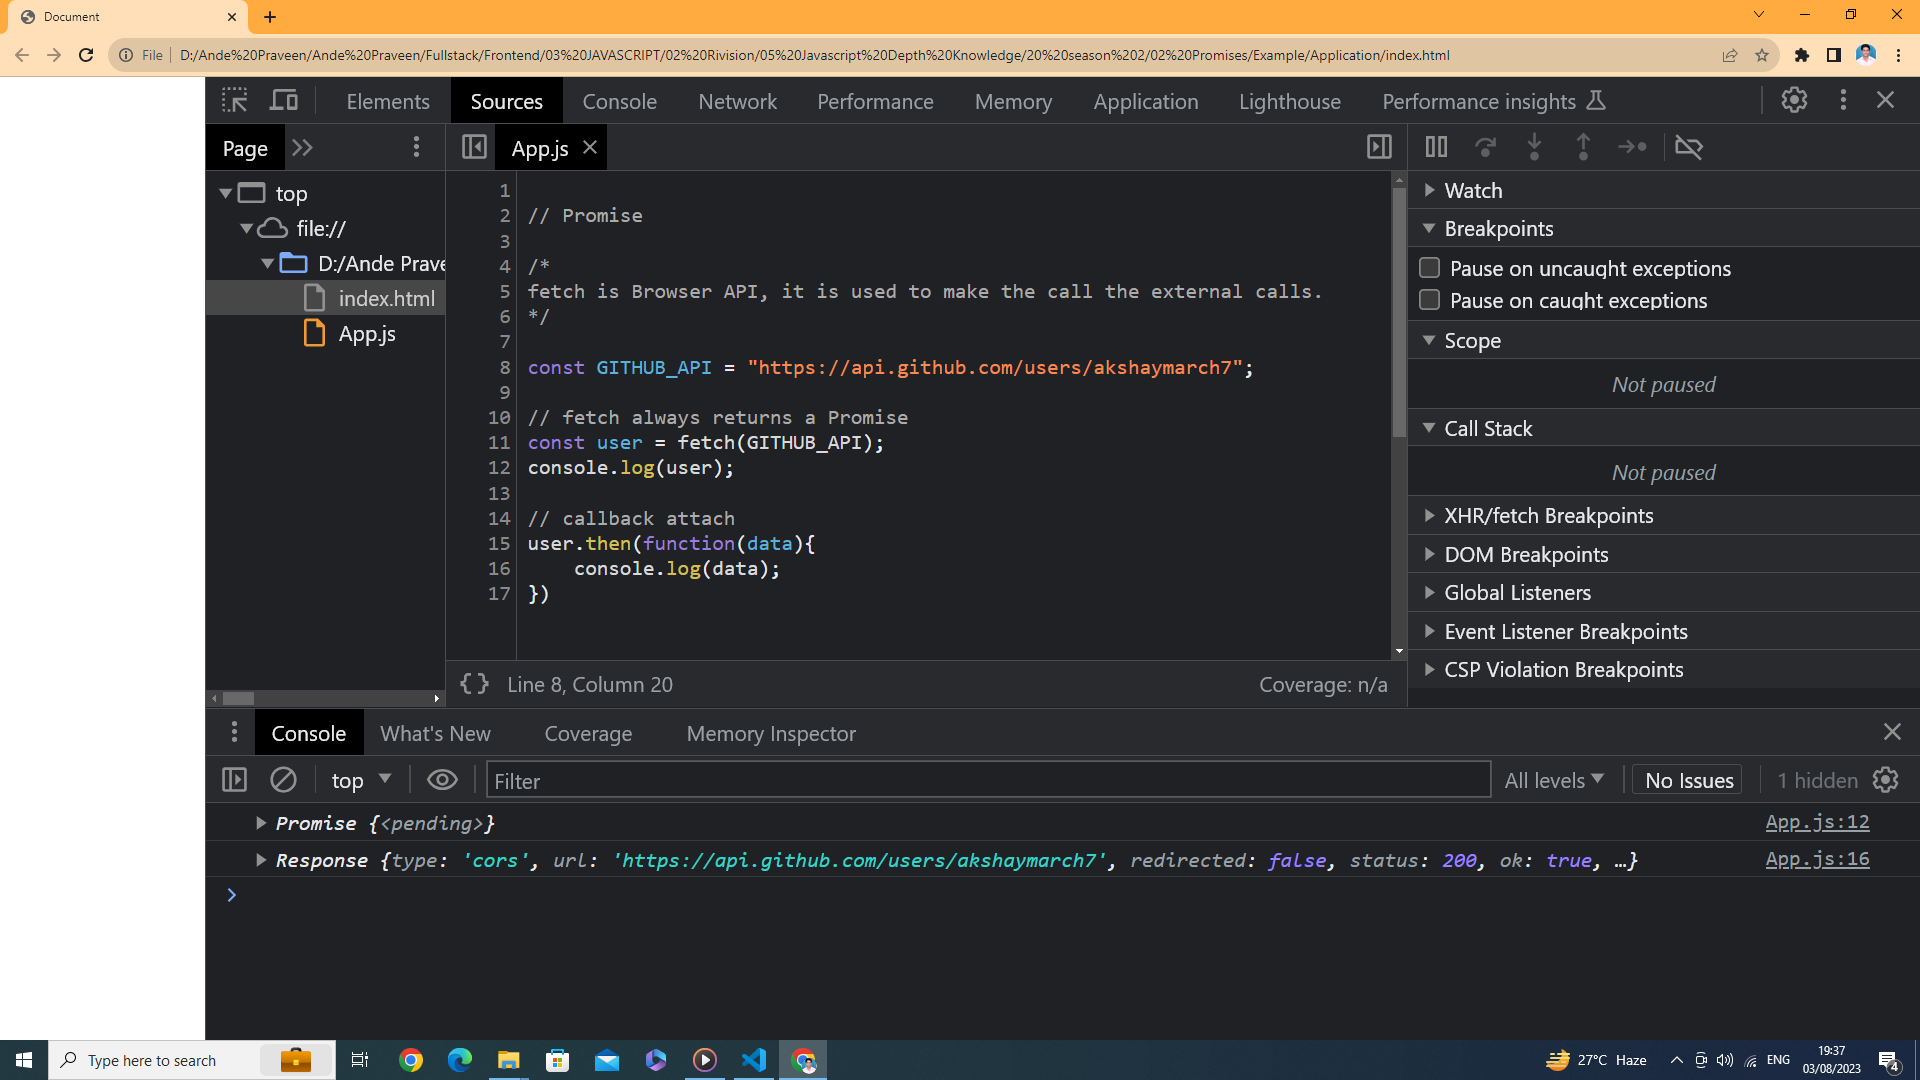 Document
File D:/Ande%20Praveen/Ande%20Praveen/Fullstack/Frontend/03%20JAVASCRIPT/02%20Rivision/05%20Javascript%20Depth%20Knowledge/20%20season%202/02%20Promises/Example/Application/index.html
Elements Sources Console Network Performance Memory Application Lighthouse Performance insights
Page
App.js
top
file://
D:/Ande Prave
index.html
App.js
1
2 // Promise
3
4 /*
5 fetch is Browser API, it is used to make the call the external calls.
6 */
7
8 const GITHUB_API = "https://api.github.com/users/akshaymarch7";
9
10 // fetch always returns a Promise
11 const user = fetch(GITHUB_API);
12 console.log(user);
13
14 // callback attach
15 user.then(function(data){
16 console.log(data);
17 })
{} Line 8, Column 20 Coverage: n/a
Watch
Breakpoints
Pause on uncaught exceptions
Pause on caught exceptions
Scope
Not paused
Call Stack
Not paused
XHR/fetch Breakpoints
DOM Breakpoints
Global Listeners
Event Listener Breakpoints
CSP Violation Breakpoints
Console What's New Coverage Memory Inspector
top Filter All levels No Issues 1 hidden
Promise {<pending>} App.js:12
Response {type: 'cors', url: 'https://api.github.com/users/akshaymarch7', redirected: false, status: 200, ok: true, …} App.js:16
Type here to search
27°C Haze
ENG
19:37
03/08/2023
4